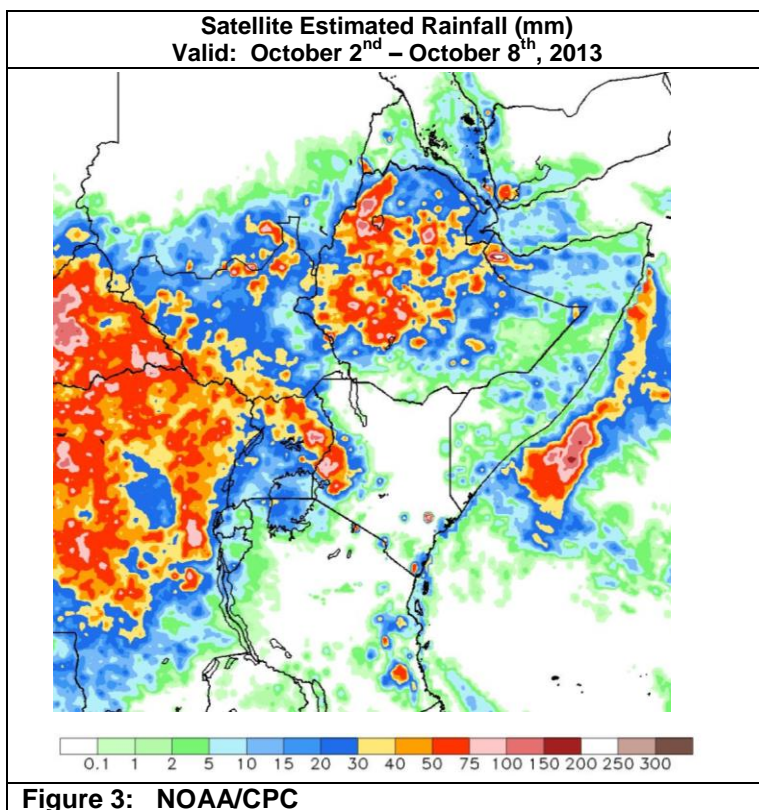 Satellite Estimated Rainfall (mm)
Valid: October 2nd – October 8th, 2013
0.1 1 2 5 10 15 20 30 40 50 75 100 150 200 250 300
Figure 3: NOAA/CPC